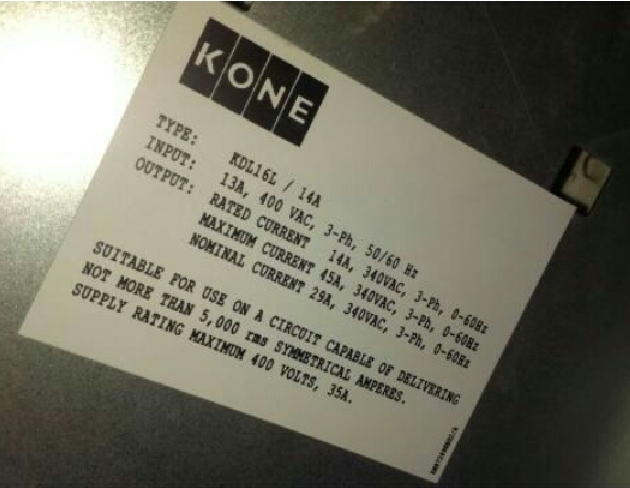 KONE
TYPE: KDL16L / 14A
INPUT: 13A, 400 VAC, 3-Ph, 50/60 Hz
OUTPUT: RATED CURRENT 14A, 340VAC, 3-Ph, 0-60Hz
MAXIMUM CURRENT 45A, 340VAC, 3-Ph, 0-60Hz
NOMINAL CURRENT 29A, 340VAC, 3-Ph, 0-60Hz
SUITABLE FOR USE ON A CIRCUIT CAPABLE OF DELIVERING
NOT MORE THAN 5,000 rms SYMMETRICAL AMPERES.
SUPPLY RATING MAXIMUM 400 VOLTS, 35A.